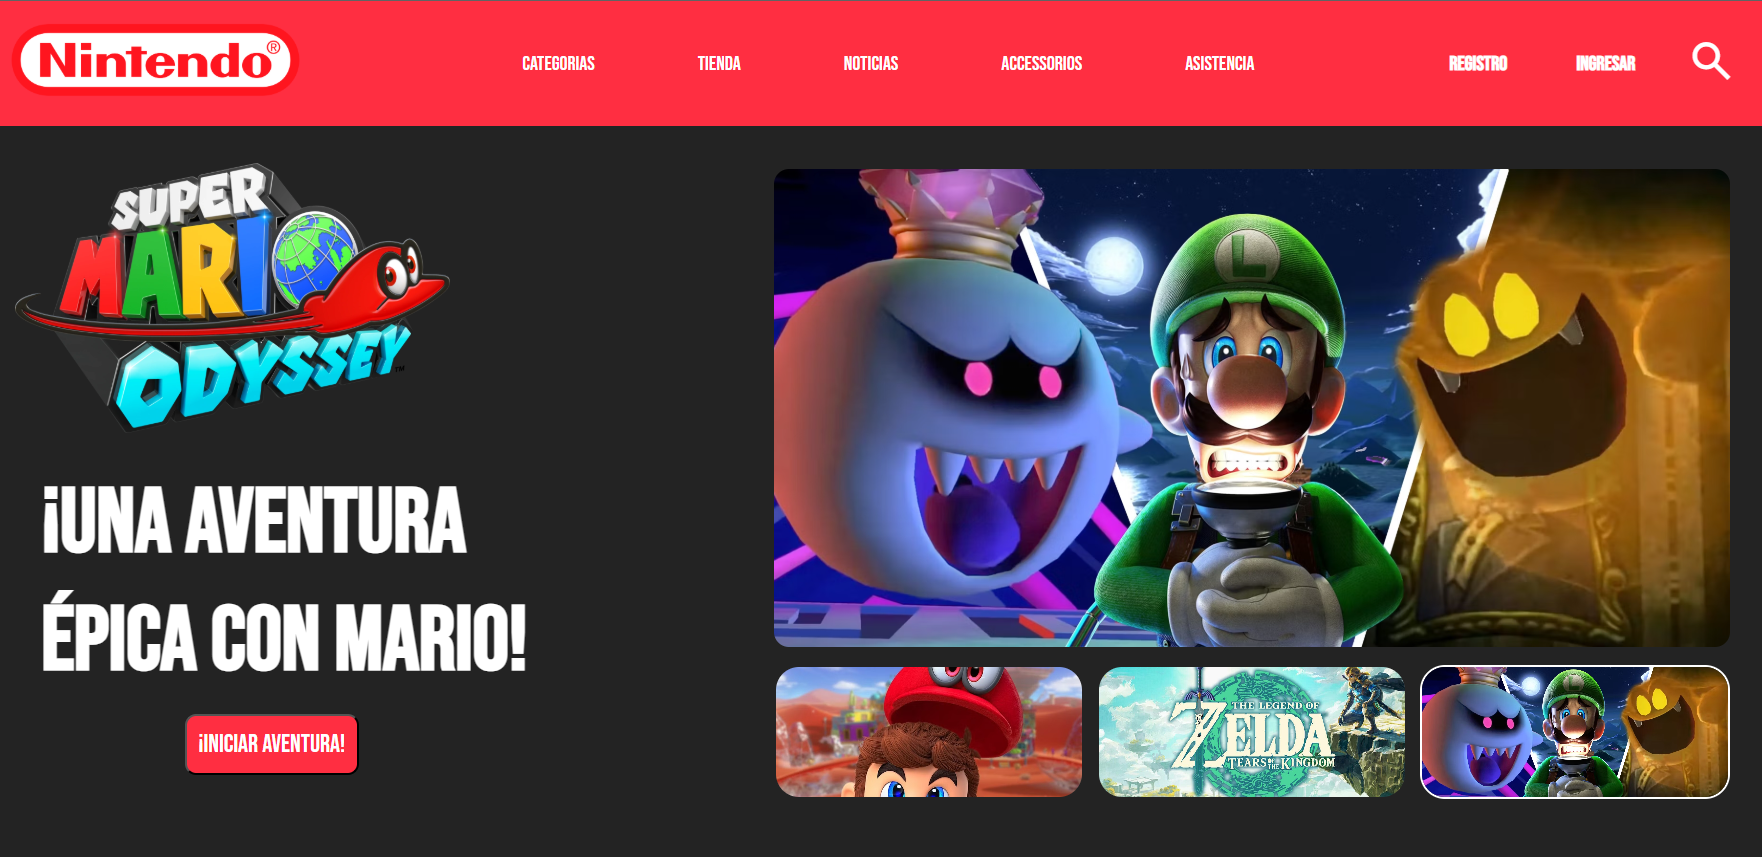 Nintendo®
CATEGORIAS
TIENDA
NOTICIAS
ACCESSORIOS
ASISTENCIA
REGISTRO
INGRESAR
SUPER
MARIO
ODYSSEY™
¡UNA AVENTURA
ÉPICA CON MARIO!
¡INICIAR AVENTURA!
L
THE LEGEND OF
ZELDA
TEARS OF THE KINGDOM